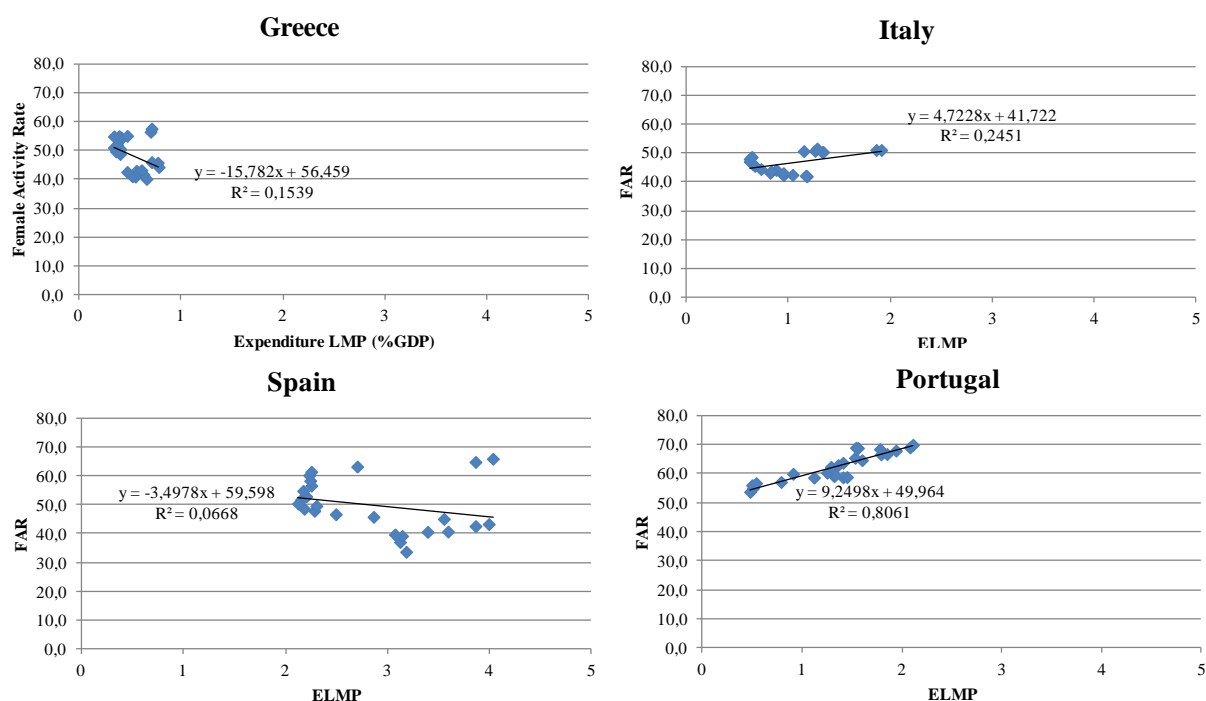 Greece
80,0
70,0
60,0
50,0
40,0
30,0
20,0
10,0
0,0
Female Activity Rate
y = -15,782x + 56,459
R² = 0,1539
0 1 2 3 4 5
Expenditure LMP (%GDP)
Italy
80,0
70,0
60,0
50,0
40,0
30,0
20,0
10,0
0,0
FAR
y = 4,7228x + 41,722
R² = 0,2451
0 1 2 3 4 5
ELMP
Spain
80,0
70,0
60,0
50,0
40,0
30,0
20,0
10,0
0,0
FAR
y = -3,4978x + 59,598
R² = 0,0668
0 1 2 3 4 5
ELMP
Portugal
80,0
70,0
60,0
50,0
40,0
30,0
20,0
10,0
0,0
FAR
y = 9,2498x + 49,964
R² = 0,8061
0 1 2 3 4 5
ELMP